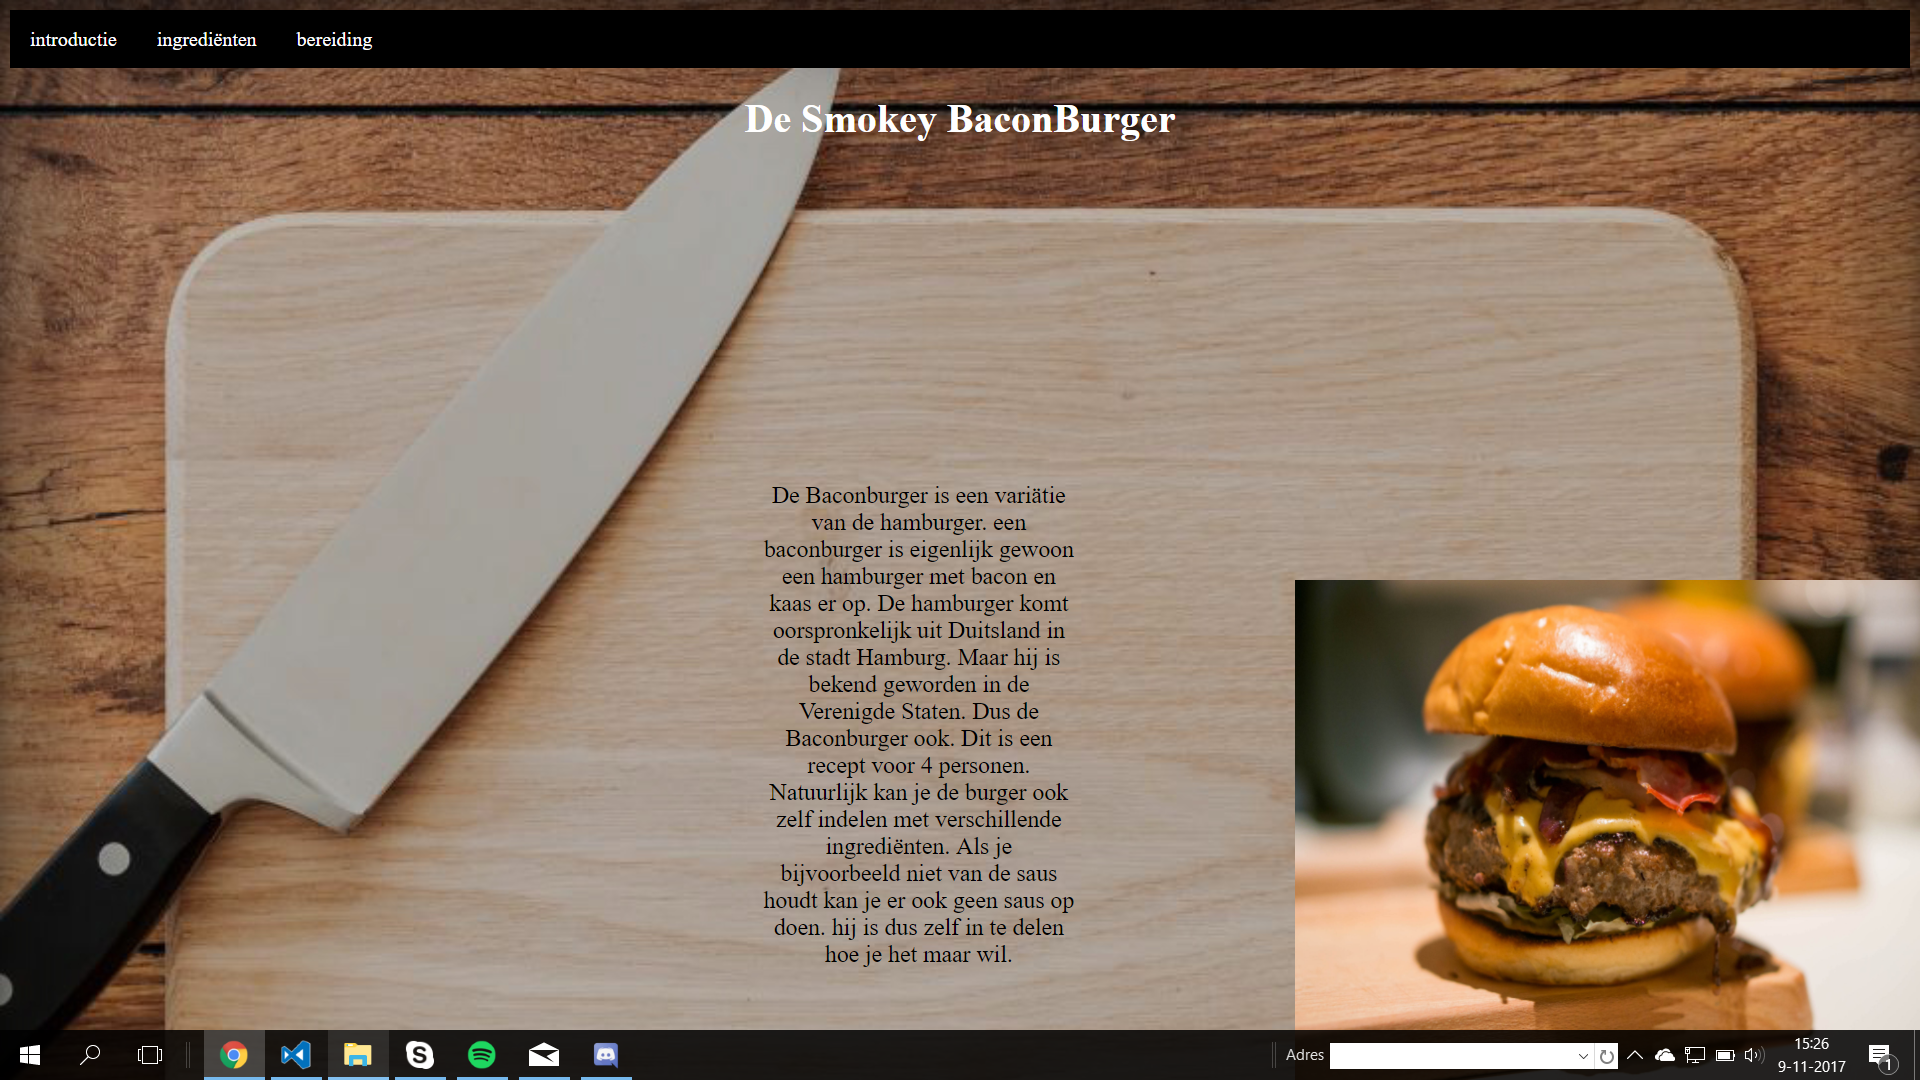 introductie ingrediënten bereiding
De Smokey BaconBurger
De Baconburger is een variätie
van de hamburger. een
baconburger is eigenlijk gewoon
een hamburger met bacon en
kaas er op. De hamburger komt
oorspronkelijk uit Duitsland in
de stadt Hamburg. Maar hij is
bekend geworden in de
Verenigde Staten. Dus de
Baconburger ook. Dit is een
recept voor 4 personen.
Natuurlijk kan je de burger ook
zelf indelen met verschillende
ingrediënten. Als je
bijvoorbeeld niet van de saus
houdt kan je er ook geen saus op
doen. hij is dus zelf in te delen
hoe je het maar wil.
Adres
15:26
9-11-2017
1